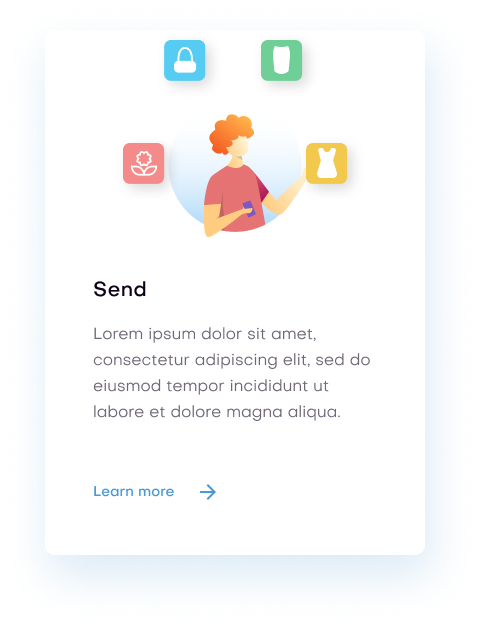 Send
Lorem ipsum dolor sit amet,
consectetur adipiscing elit, sed do
eiusmod tempor incididunt ut
labore et dolore magna aliqua.
Learn more